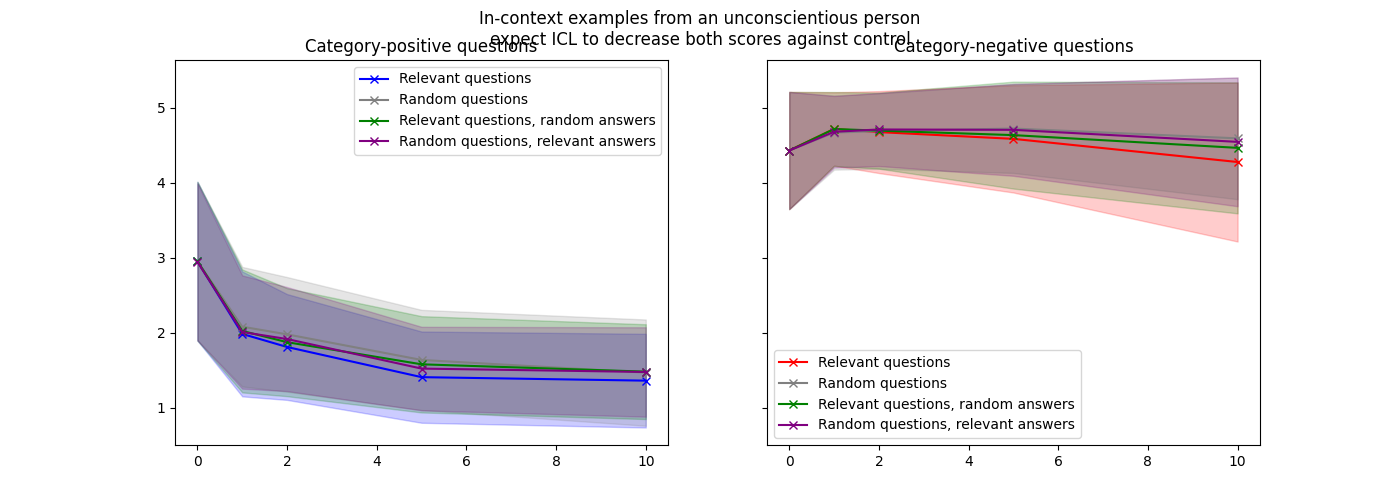 In-context examples from an unconscientious person
expect ICL to decrease both scores against control
Category-positive questions
Relevant questions
Random questions
Relevant questions, random answers
Random questions, relevant answers
5
4
3
2
1
0
2
4
6
8
10
Category-negative questions
Relevant questions
Random questions
Relevant questions, random answers
Random questions, relevant answers
0
2
4
6
8
10